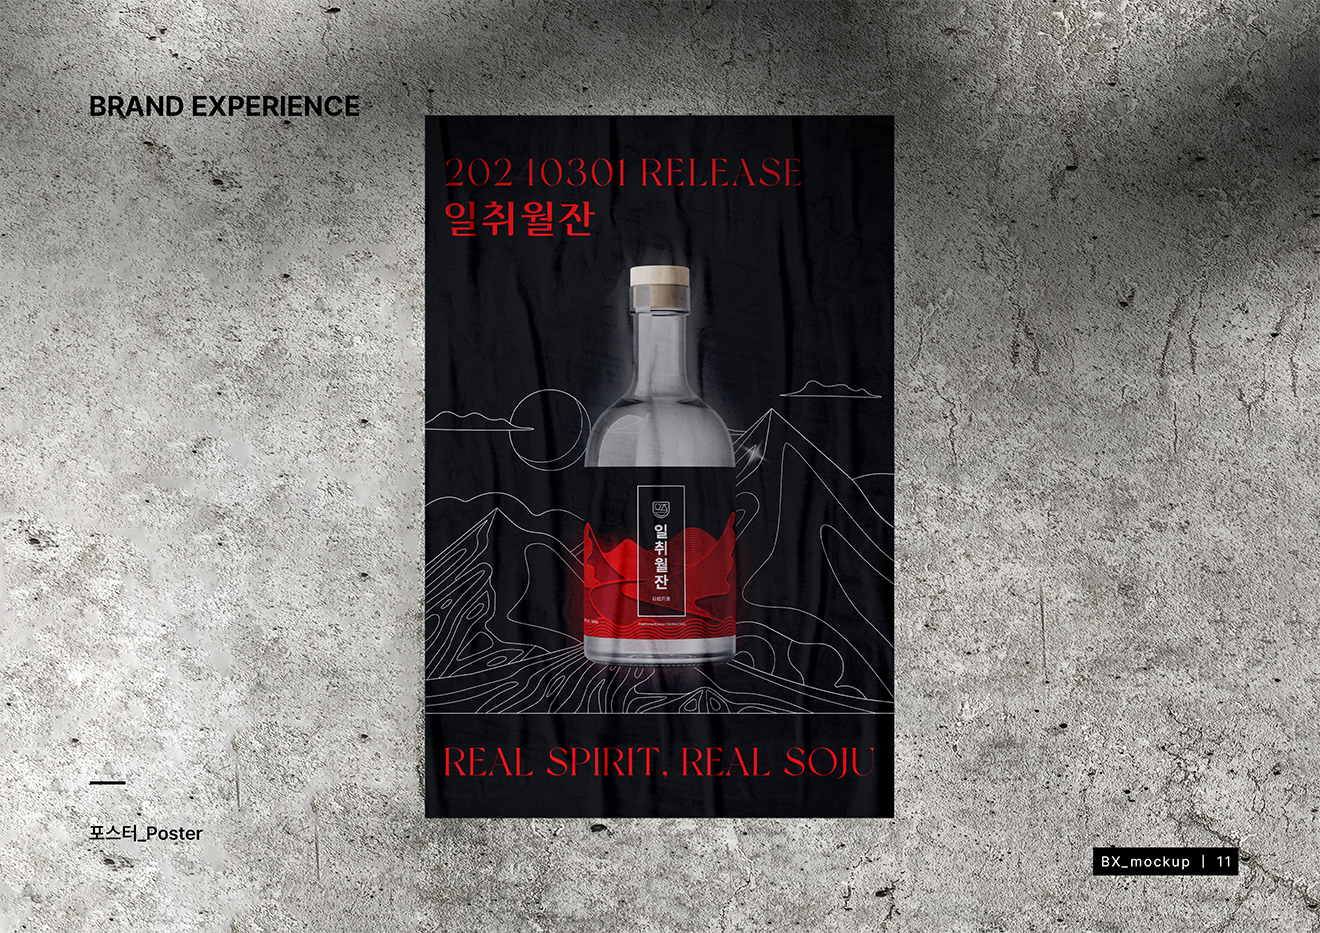 BRAND EXPERIENCE
20240301 RELEASE
일취월잔
일취월잔
REAL SPIRIT. REAL SOJU
포스터_Poster
BX_mockup | 11